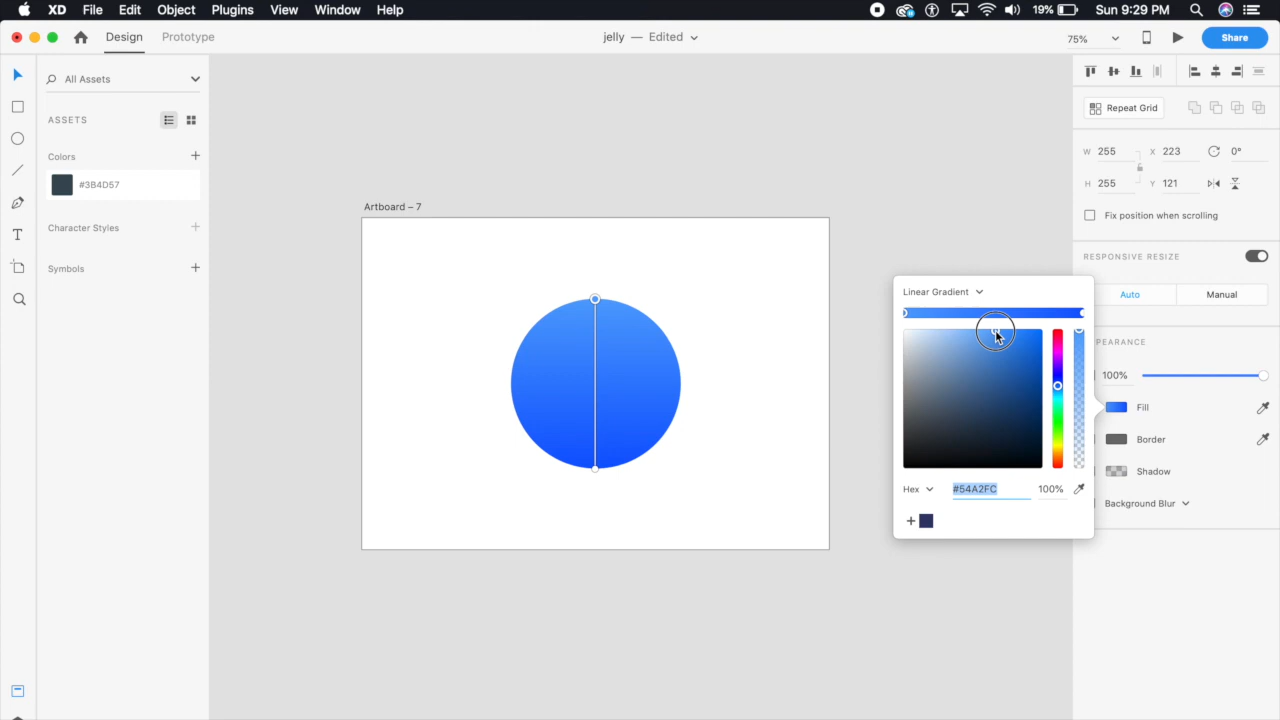 XD File Edit Object Plugins View Window Help 19% Sun 9:29 PM
Design Prototype jelly — Edited 75% Share
All Assets
ASSETS
Colors
#3B4D57
Character Styles
Symbols
Artboard – 7
Repeat Grid
W 255 X 223 0°
H 255 Y 121
Fix position when scrolling
RESPONSIVE RESIZE
Auto Manual
PEARANCE
100%
Fill
Border
Shadow
Background Blur
Linear Gradient
Hex #54A2FC 100%